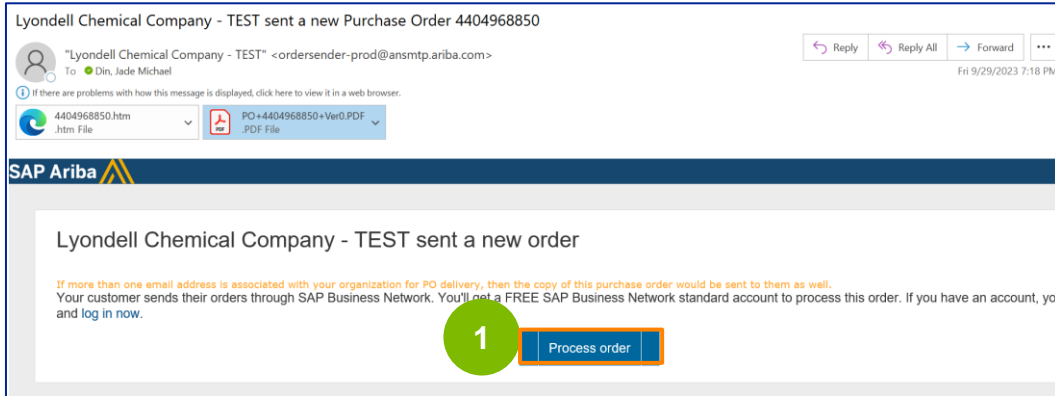 Lyondell Chemical Company - TEST sent a new Purchase Order 4404968850
"Lyondell Chemical Company - TEST" <ordersender-prod@ansmtp.ariba.com>
To Din, Jade Michael
Reply Reply All Forward ...
Fri 9/29/2023 7:18 PM
If there are problems with how this message is displayed, click here to view it in a web browser.
4404968850.htm
.htm File
PDF
PO+4404968850+Ver0.PDF
.PDF File
SAP Ariba
Lyondell Chemical Company - TEST sent a new order
If more than one email address is associated with your organization for PO delivery, then the copy of this purchase order would be sent to them as well.
Your customer sends their orders through SAP Business Network. You'll get a FREE SAP Business Network standard account to process this order. If you have an account, yo
and log in now.
1
Process order